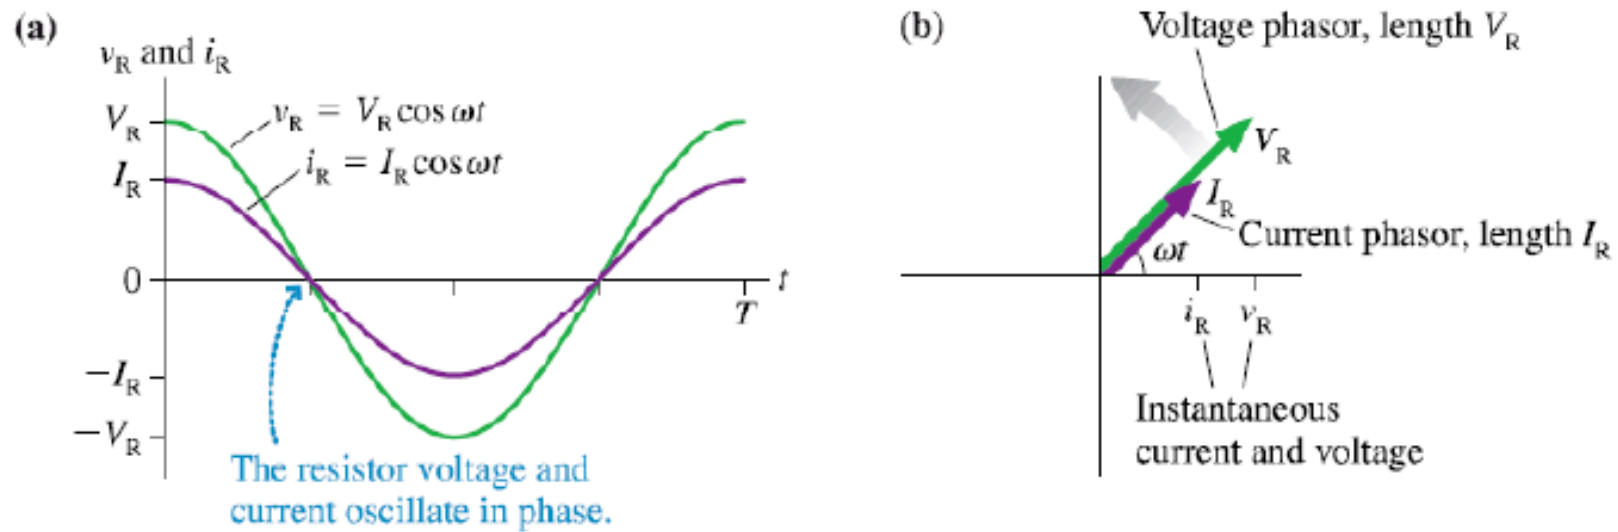 (a)
v_R and i_R
V_R
v_R = V_R cos ωt
I_R
i_R = I_R cos ωt
0
t
T
−I_R
−V_R
The resistor voltage and
current oscillate in phase.
(b)
Voltage phasor, length V_R
V_R
I_R
Current phasor, length I_R
ωt
i_R v_R
Instantaneous
current and voltage